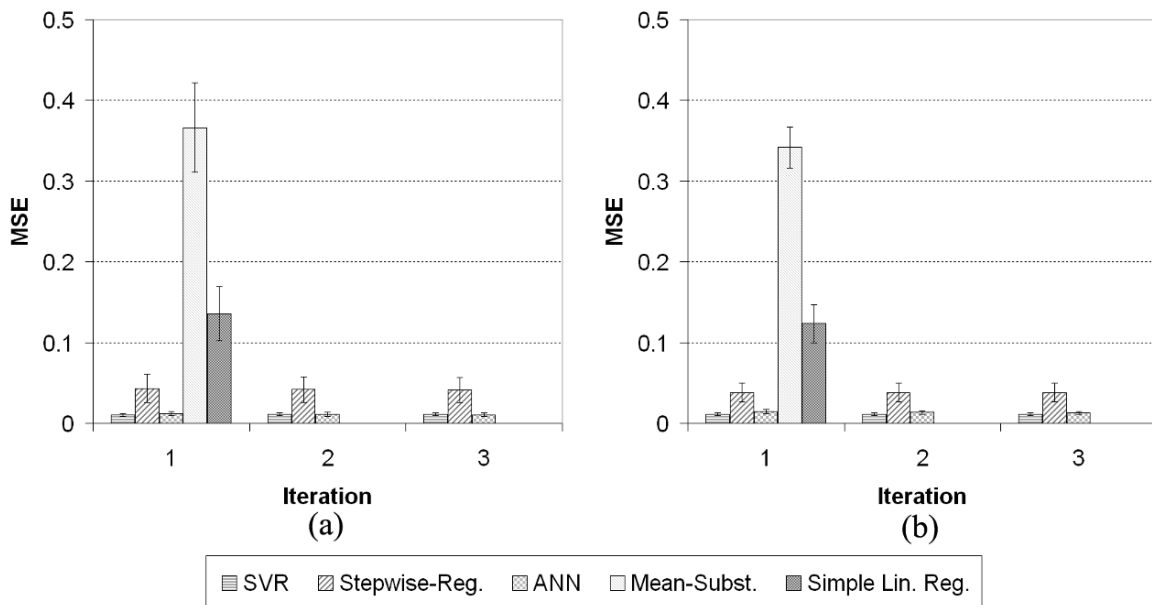 0.5
0.4
0.3
0.2
0.1
0
MSE
1 2 3
Iteration
(a)
0.5
0.4
0.3
0.2
0.1
0
MSE
1 2 3
Iteration
(b)
SVR Stepwise-Reg. ANN Mean-Subst. Simple Lin. Reg.